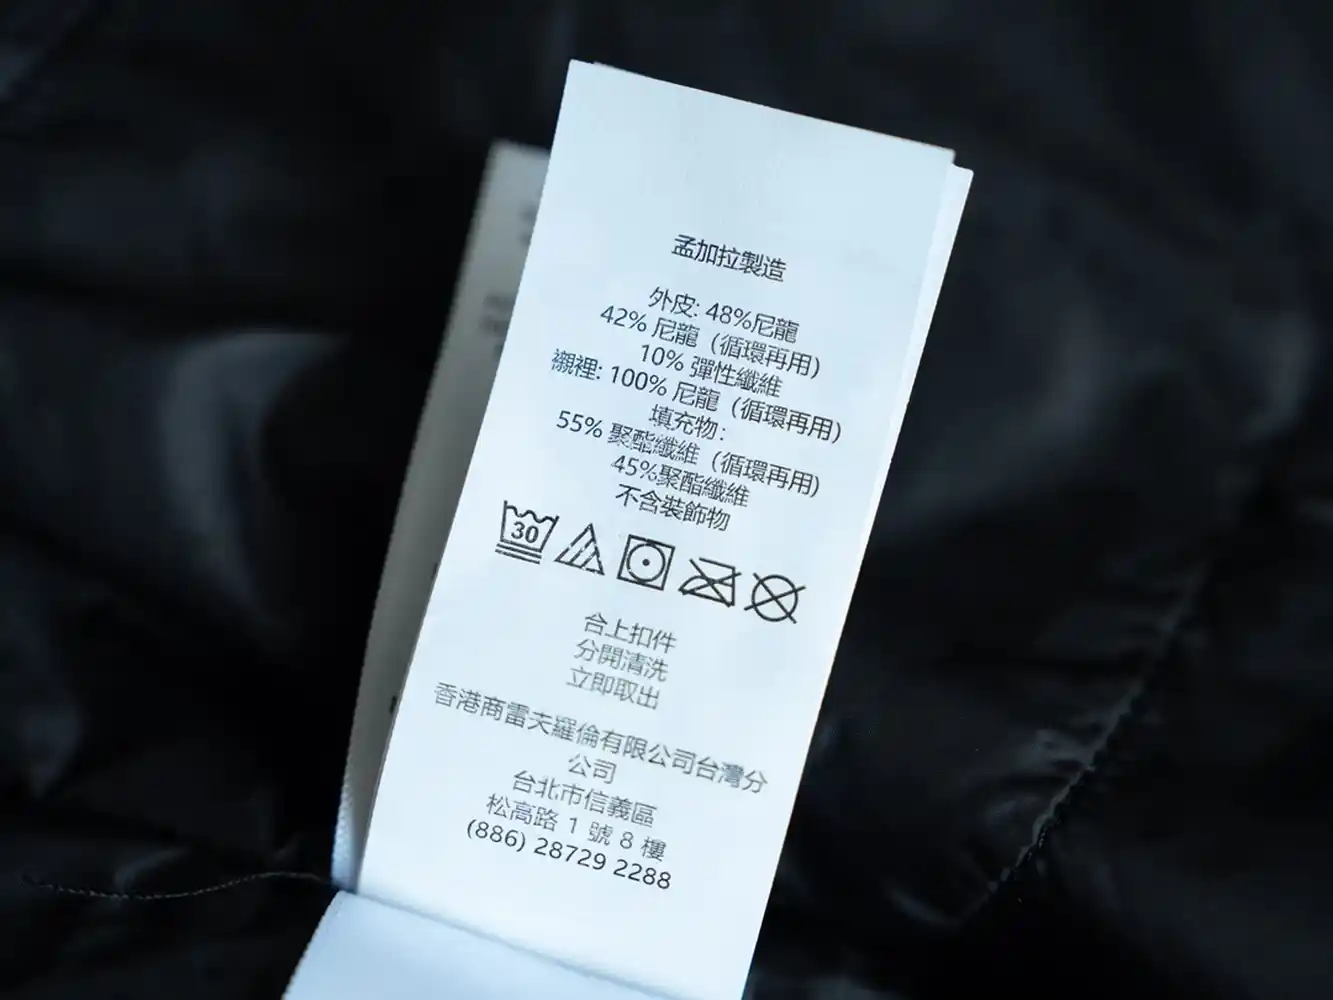 孟加拉製造
外皮: 48%尼龍
42% 尼龍（循環再用）
10% 彈性纖維
襯裡: 100% 尼龍（循環再用）
填充物：
55% 聚酯纖維（循環再用）
45%聚酯纖維
不含裝飾物
30
合上扣件
分開清洗
立即取出
香港商雷夫羅倫有限公司台灣分
公司
台北市信義區
松高路 1 號 8 樓
(886) 28729 2288